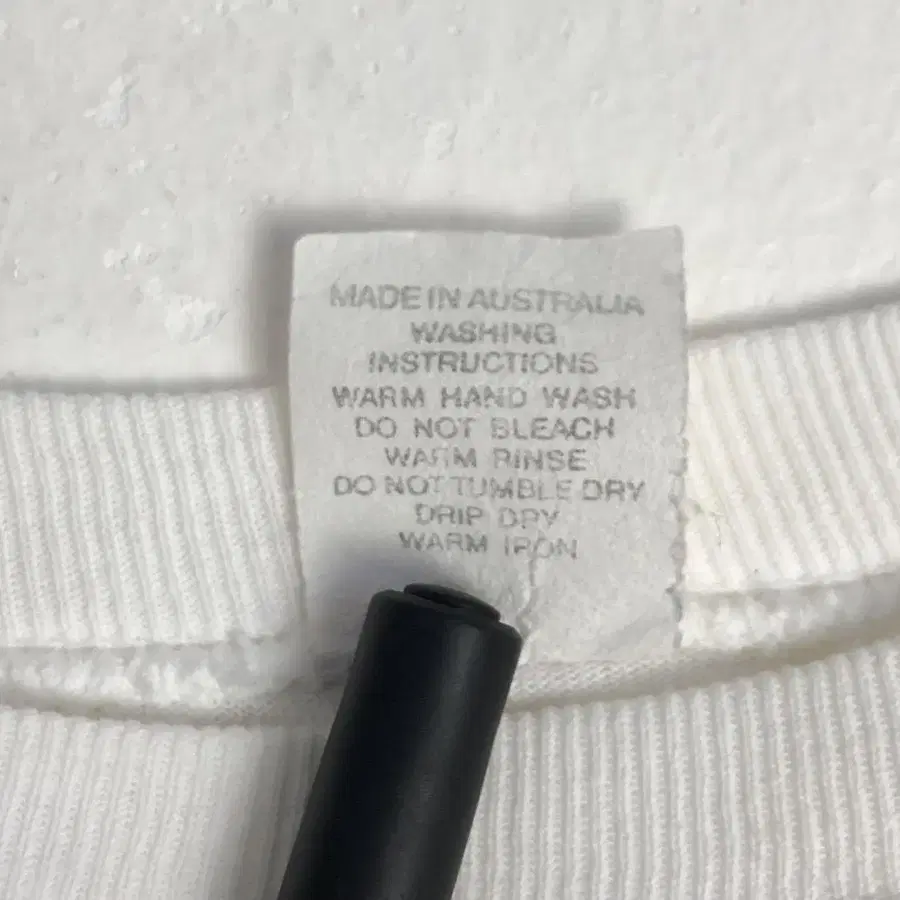 MADE IN AUSTRALIA
WASHING
INSTRUCTIONS
WARM HAND WASH
DO NOT BLEACH
WARM RINSE
DO NOT TUMBLE DRY
DRIP DRY
WARM IRON